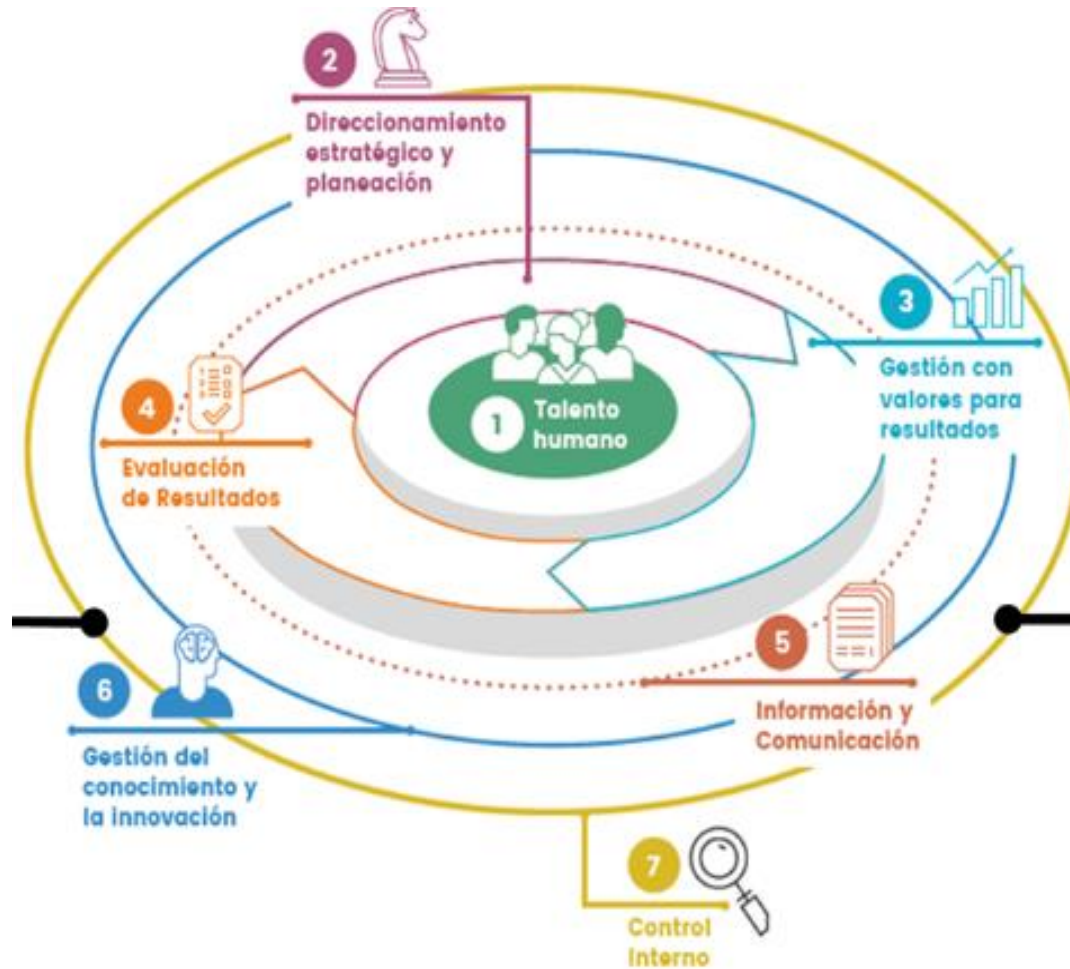 2
Direccionamiento
estratégico y
planeación
3
Gestión con
valores para
resultados
1
Talento
humano
4
Evaluación
de Resultados
5
Información y
Comunicación
6
Gestión del
conocimiento y
la innovación
7
Control
Interno